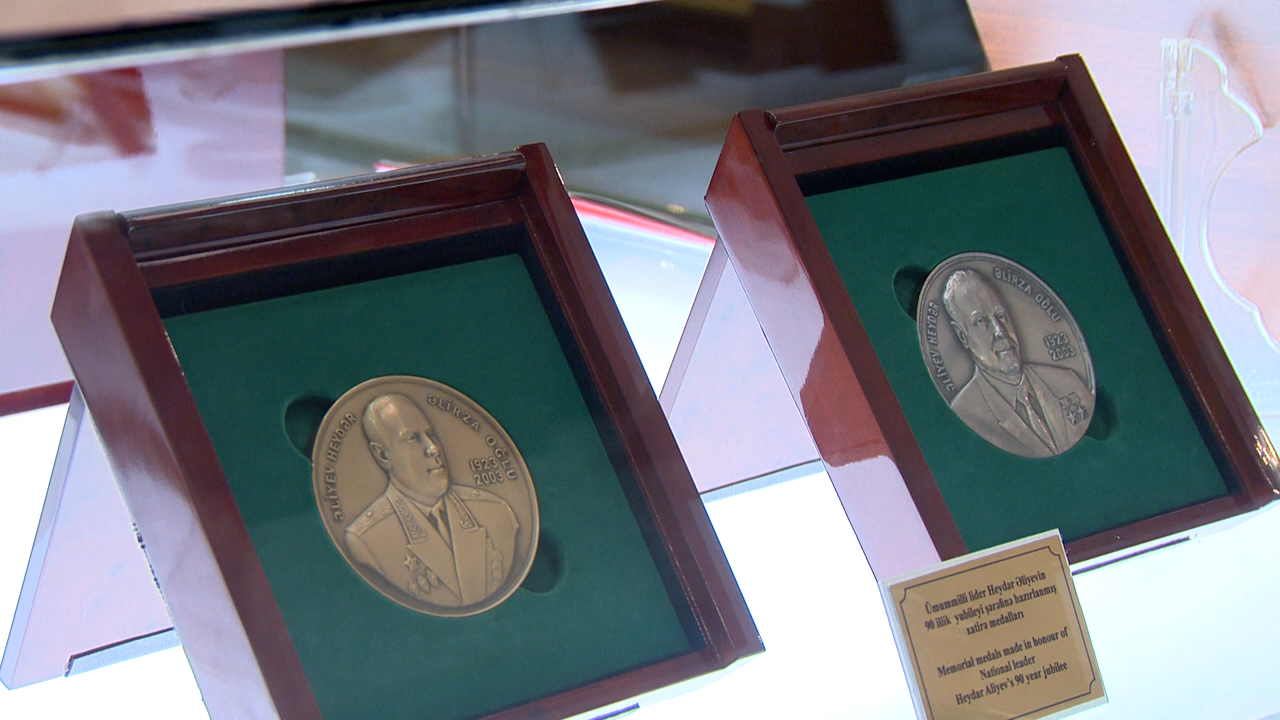 ƏLİYEV HEYDƏR
ƏLİRZA OĞLU
1923
2003
ƏLİYEV HEYDƏR
ƏLİRZA OĞLU
1923
2003
Ümummilli lider Heydər Əliyevin
90 illik yubileyi şərəfinə hazırlanmış
xatirə medalları
Memorial medals made in honour of
National leader
Heydar Aliyev's 90 year jubilee